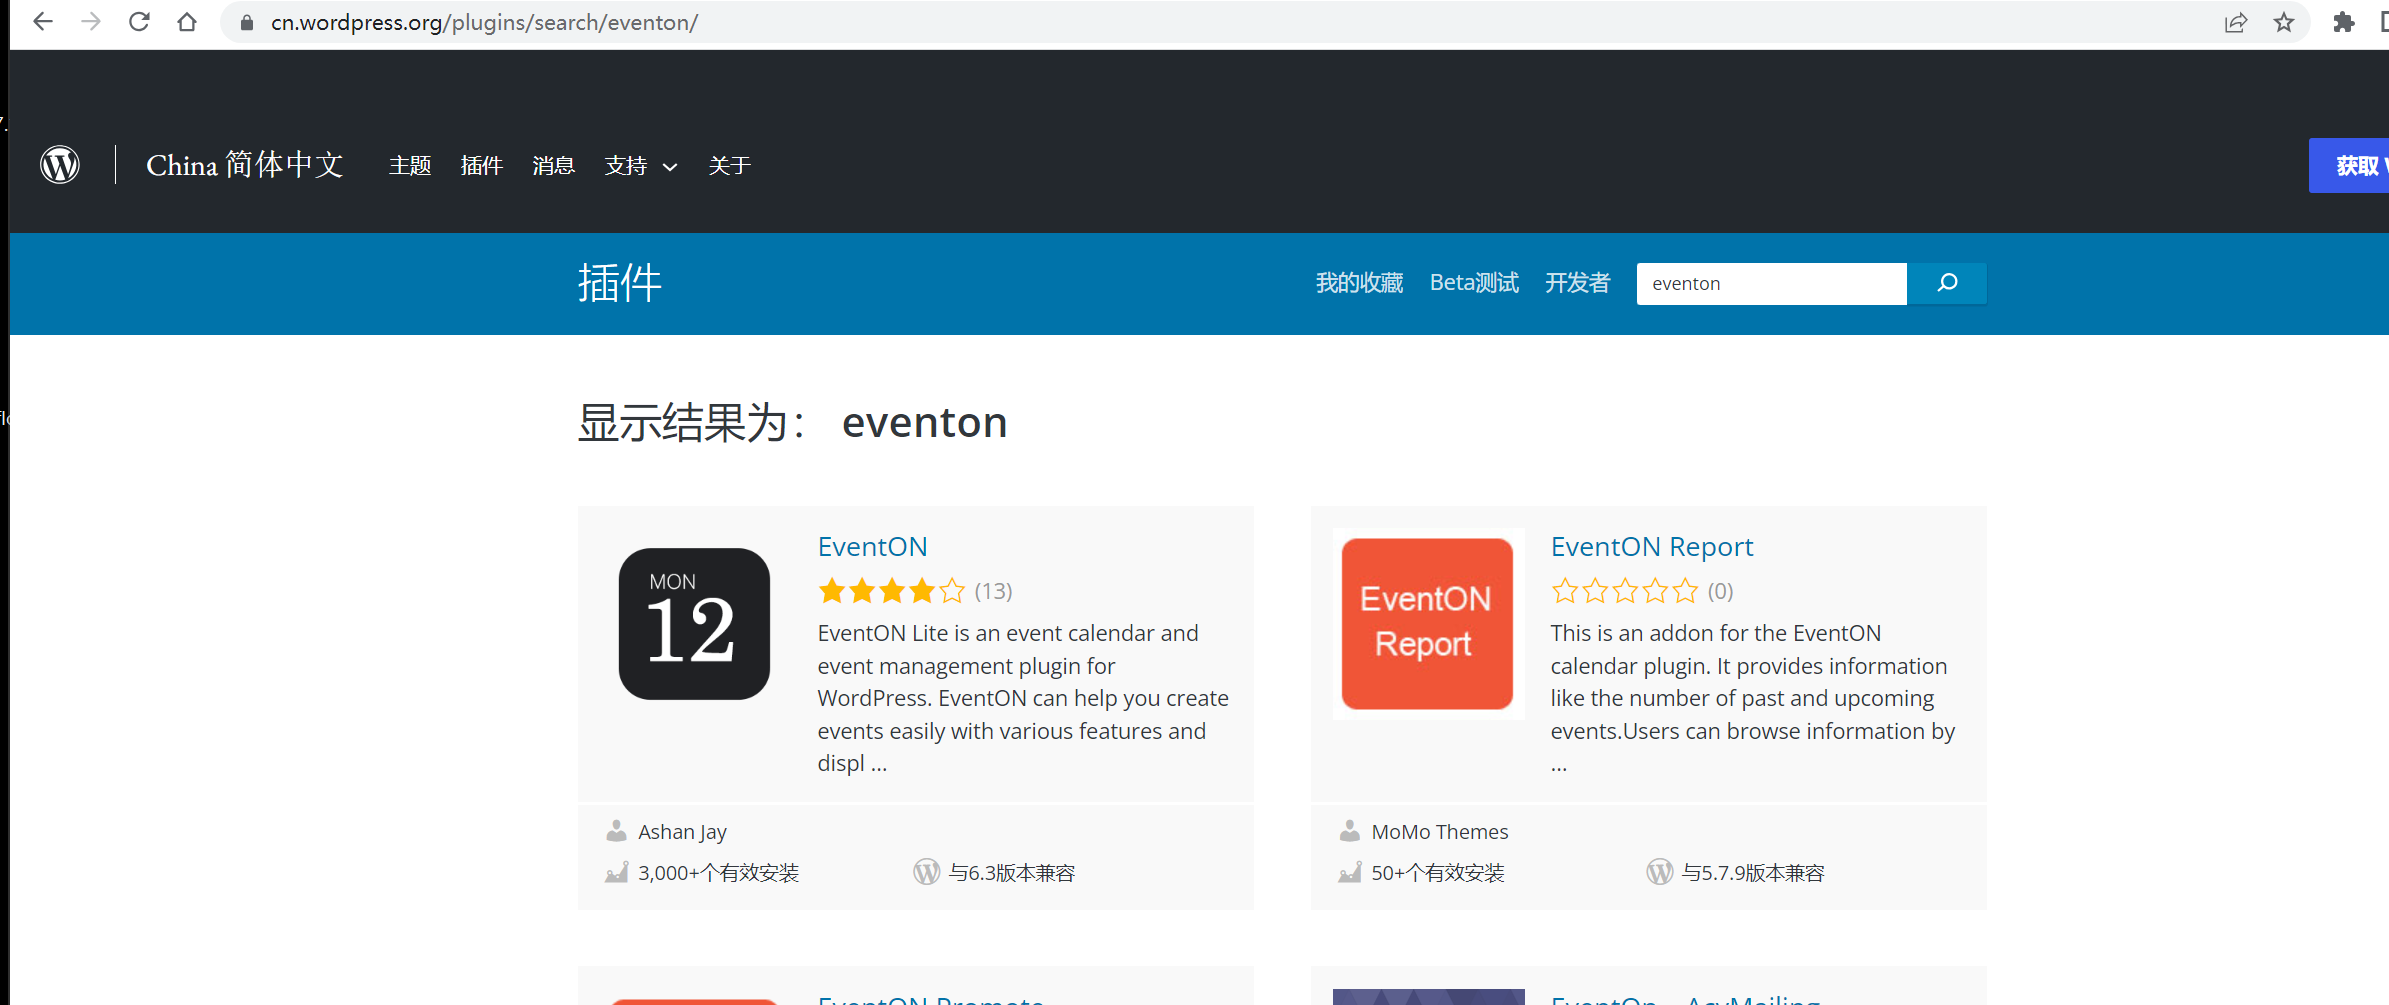 cn.wordpress.org/plugins/search/eventon/
China 简体中文 主题 插件 消息 支持 关于
获取
插件 我的收藏 Beta测试 开发者 eventon
显示结果为： eventon
MON
12
EventON
(13)
EventON Lite is an event calendar and
event management plugin for
WordPress. EventON can help you create
events easily with various features and
displ ...
Ashan Jay
3,000+个有效安装 与6.3版本兼容
EventON
Report
EventON Report
(0)
This is an addon for the EventON
calendar plugin. It provides information
like the number of past and upcoming
events.Users can browse information by
...
MoMo Themes
50+个有效安装 与5.7.9版本兼容
EventON Promote
EventOn – AcyMailing